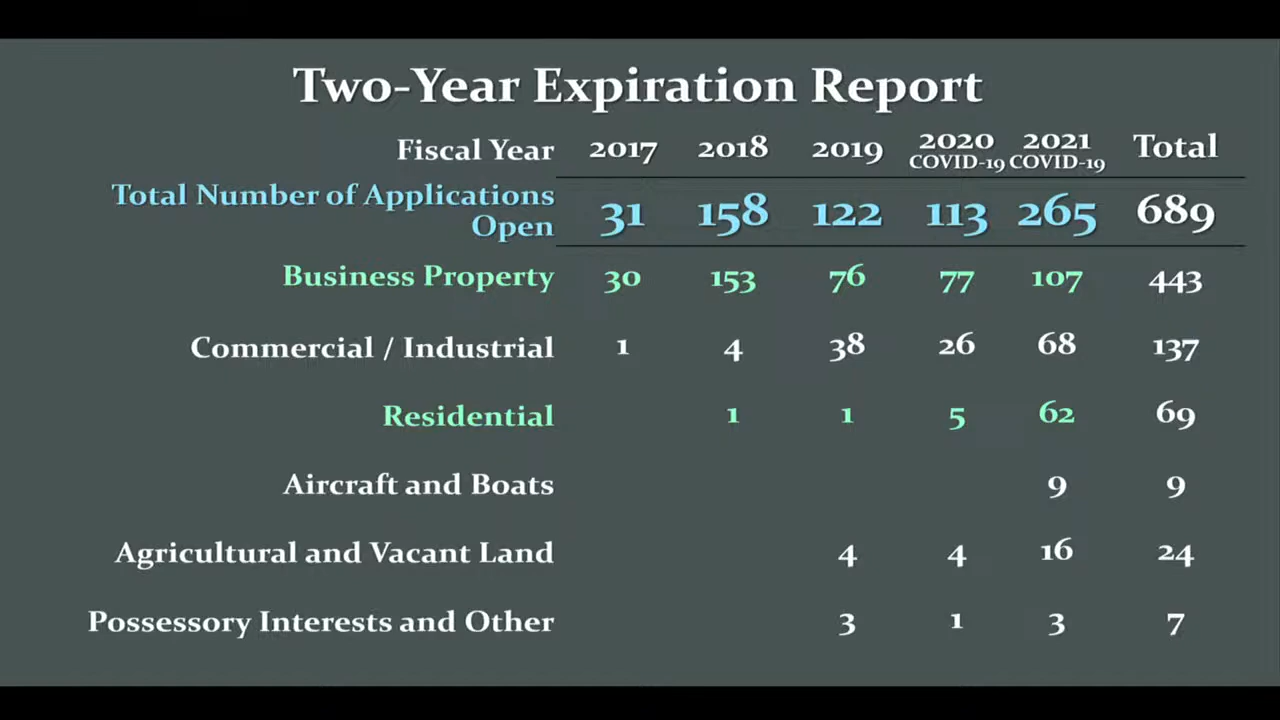 Two-Year Expiration Report
Fiscal Year 2017 2018 2019 2020 COVID-19 2021 COVID-19 Total
Total Number of Applications
Open 31 158 122 113 265 689
Business Property 30 153 76 77 107 443
Commercial / Industrial 1 4 38 26 68 137
Residential 1 1 5 62 69
Aircraft and Boats 9 9
Agricultural and Vacant Land 4 4 16 24
Possessory Interests and Other 3 1 3 7